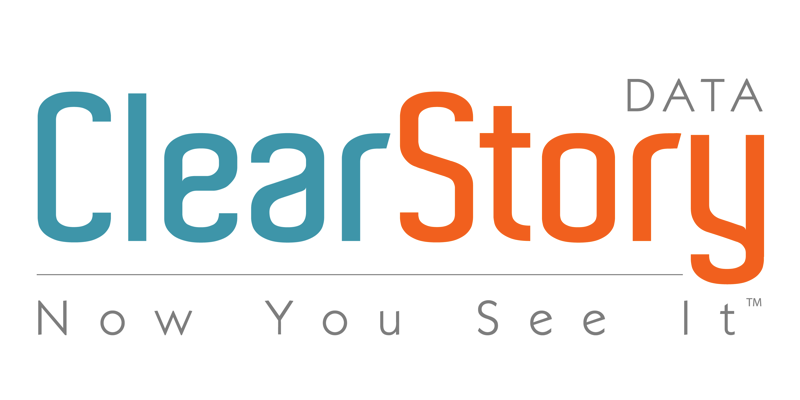 DATA
ClearStory
Now You See It™